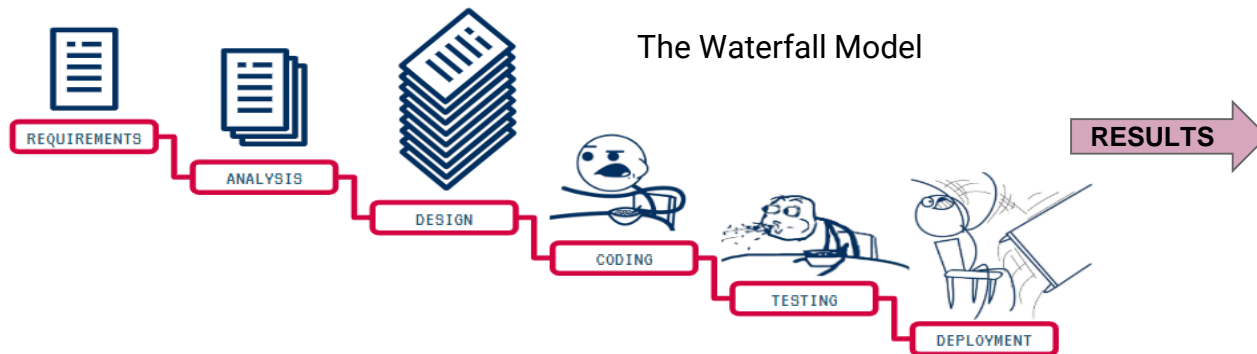 The Waterfall Model
RESULTS
REQUIREMENTS
ANALYSIS
DESIGN
CODING
TESTING
DEPLOYMENT